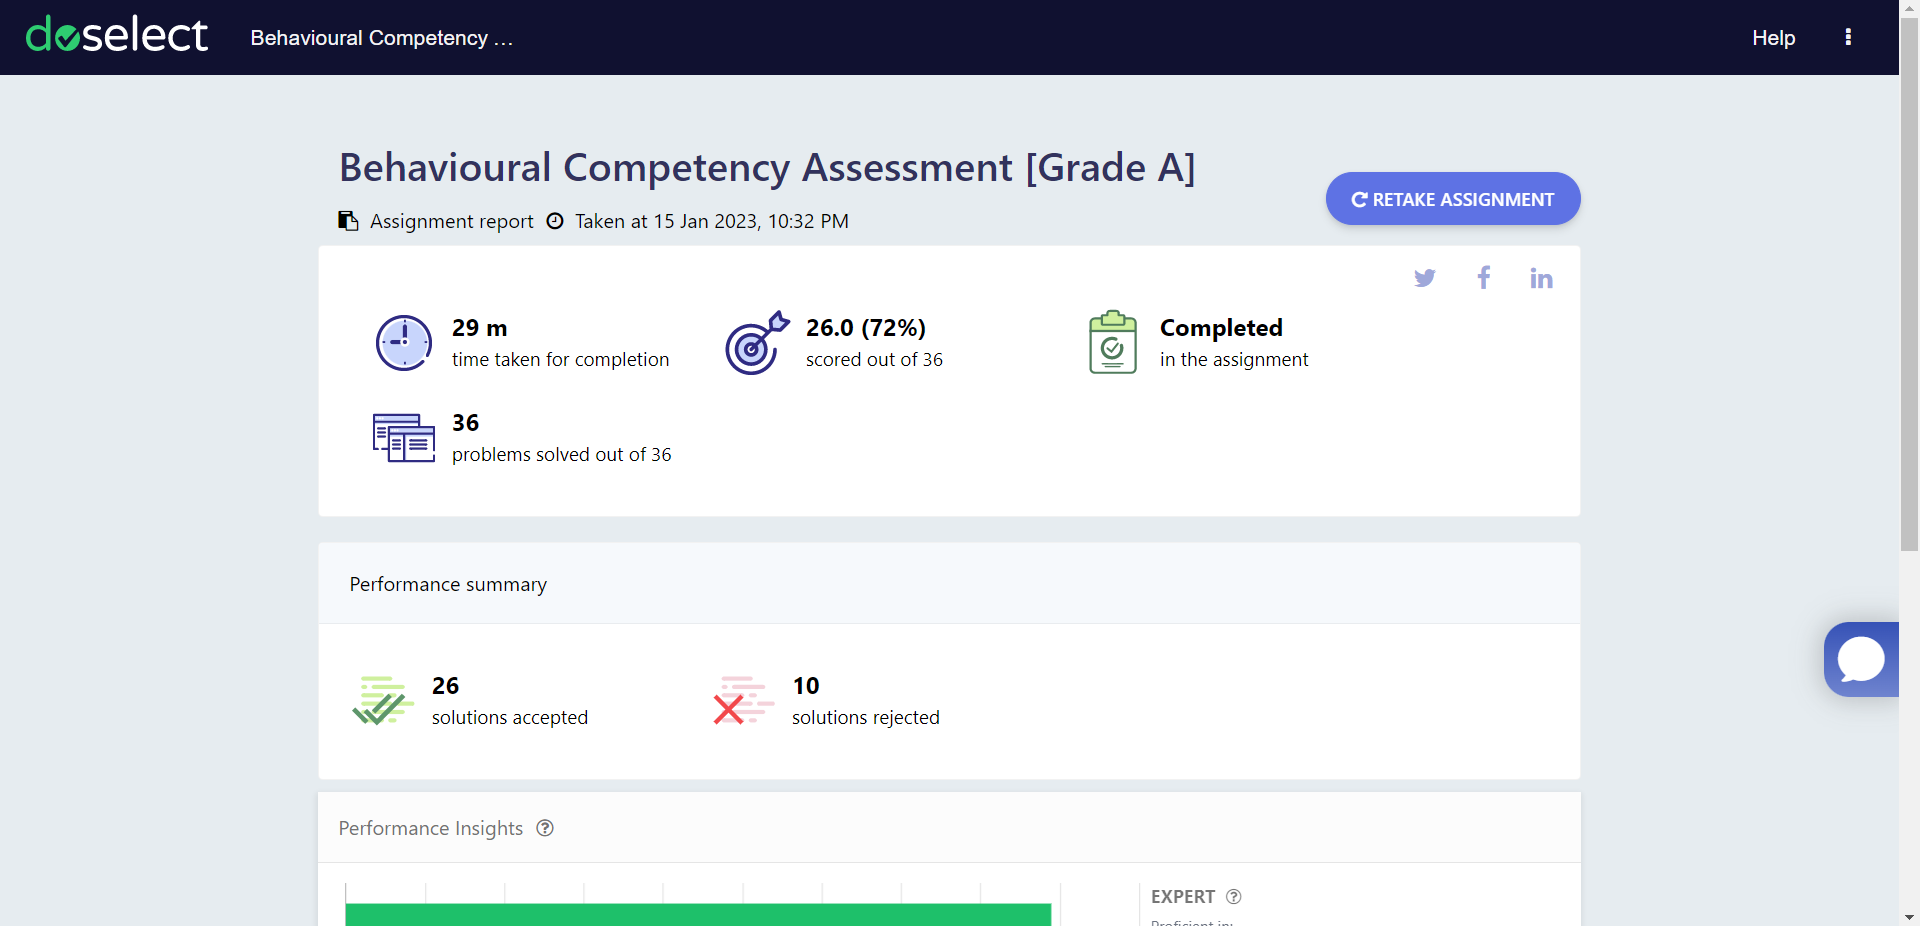 doselect
Behavioural Competency ...
Help
Behavioural Competency Assessment [Grade A]
Assignment report
Taken at 15 Jan 2023, 10:32 PM
RETAKE ASSIGNMENT
29 m
time taken for completion
26.0 (72%)
scored out of 36
Completed
in the assignment
36
problems solved out of 36
Performance summary
26
solutions accepted
10
solutions rejected
Performance Insights
EXPERT
Proficient in: